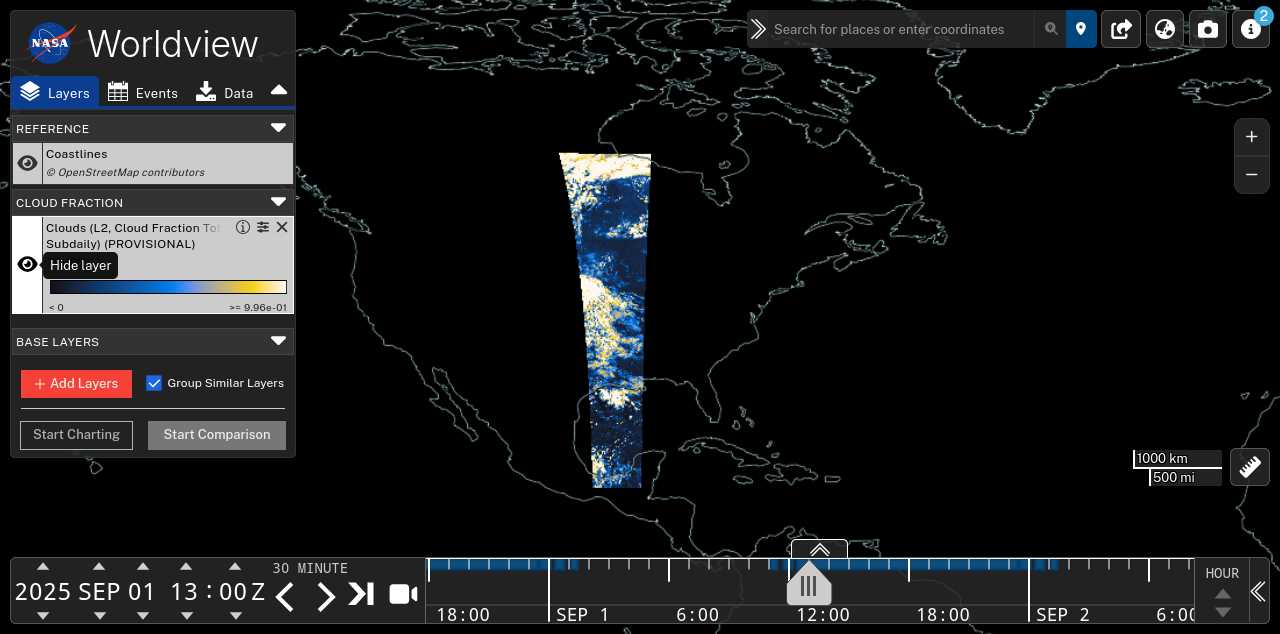 NASA
Worldview
Search for places or enter coordinates
2
Layers
Events
Data
REFERENCE
Coastlines
© OpenStreetMap contributors
CLOUD FRACTION
Clouds (L2, Cloud Fraction To
Subdaily) (PROVISIONAL)
Hide layer
< 0
>= 9.96e-01
BASE LAYERS
+ Add Layers
Group Similar Layers
Start Charting
Start Comparison
+
−
1000 km
500 mi
2025 SEP 01 13 : 00 Z
30 MINUTE
18:00
SEP 1
6:00
12:00
18:00
SEP 2
6:00
HOUR